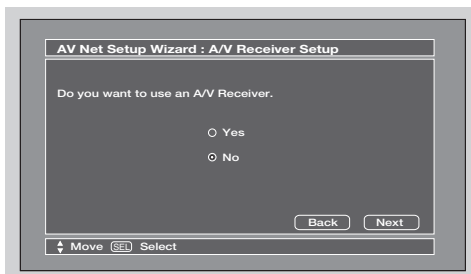 AV Net Setup Wizard : A/V Receiver Setup
Do you want to use an A/V Receiver.
Yes
No
Back Next
Move SEL Select